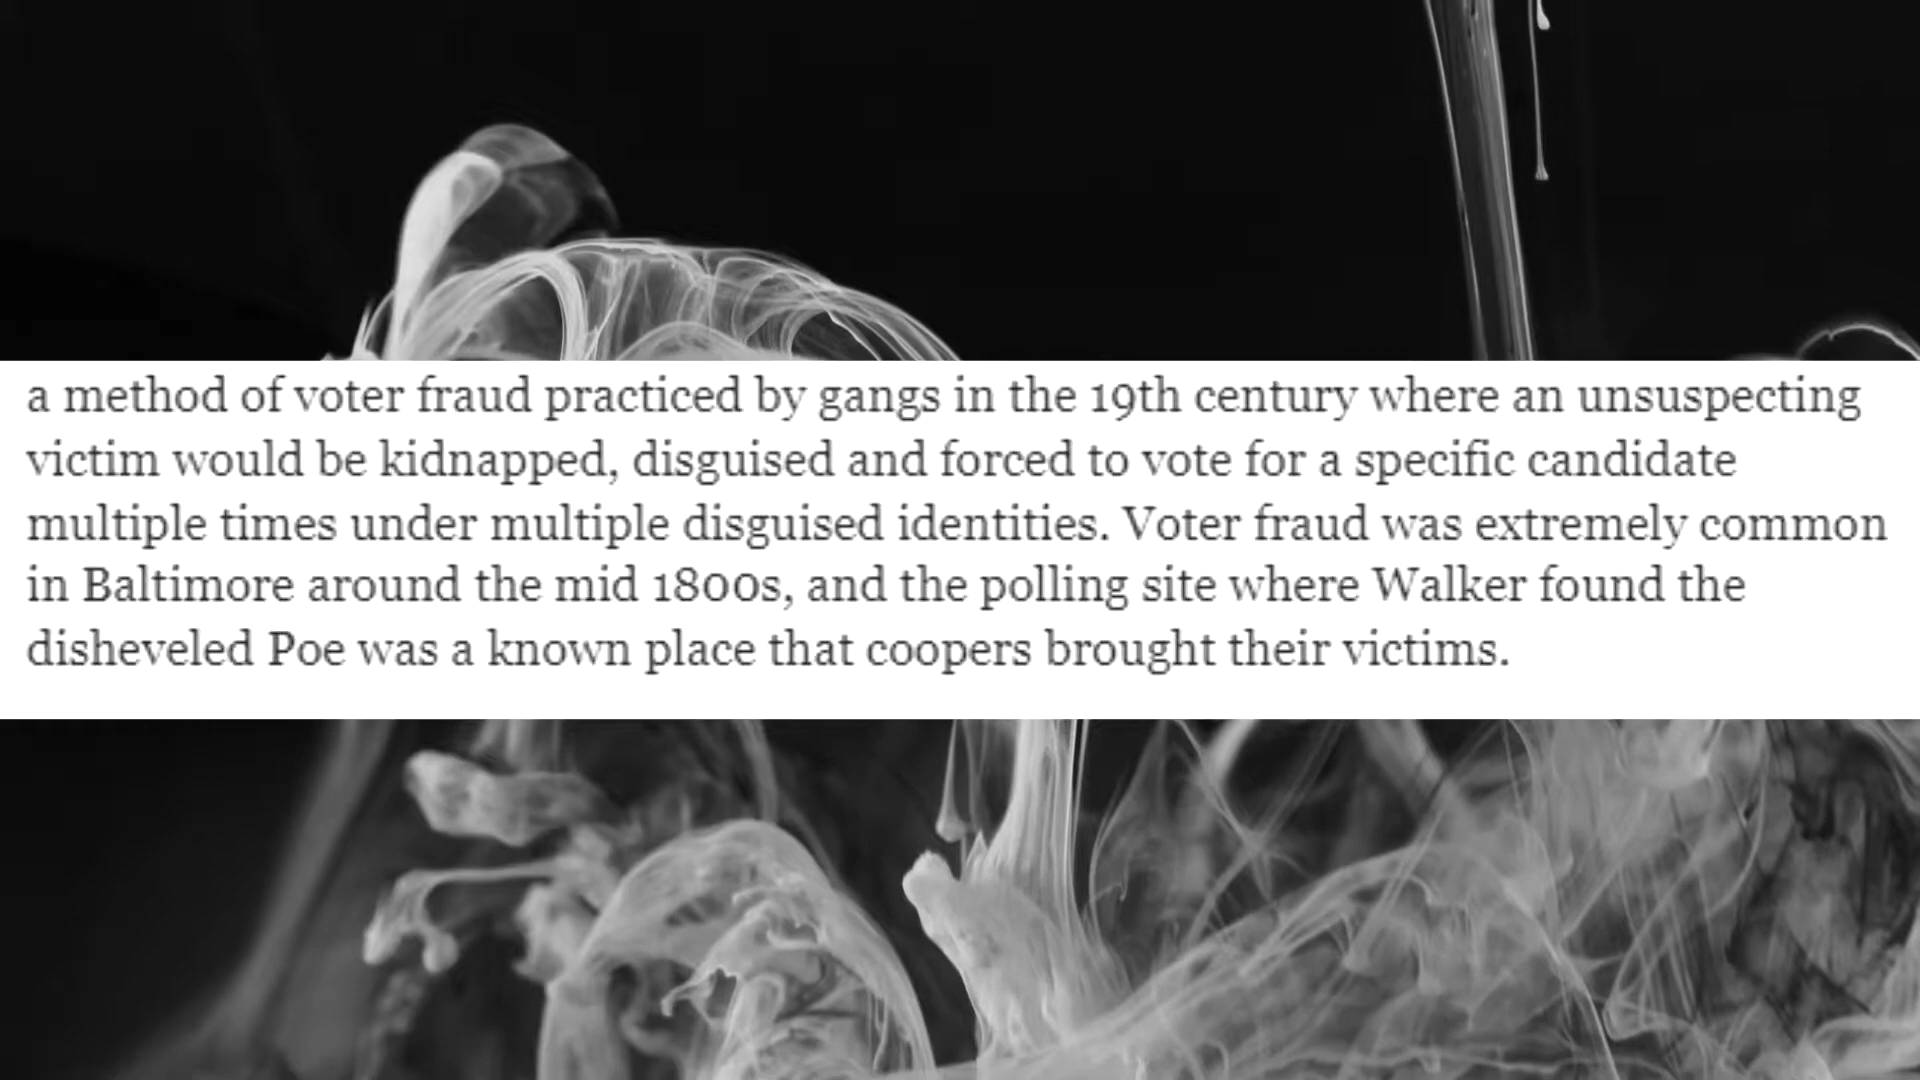 a method of voter fraud practiced by gangs in the 19th century where an unsuspecting
victim would be kidnapped, disguised and forced to vote for a specific candidate
multiple times under multiple disguised identities. Voter fraud was extremely common
in Baltimore around the mid 1800s, and the polling site where Walker found the
disheveled Poe was a known place that coopers brought their victims.